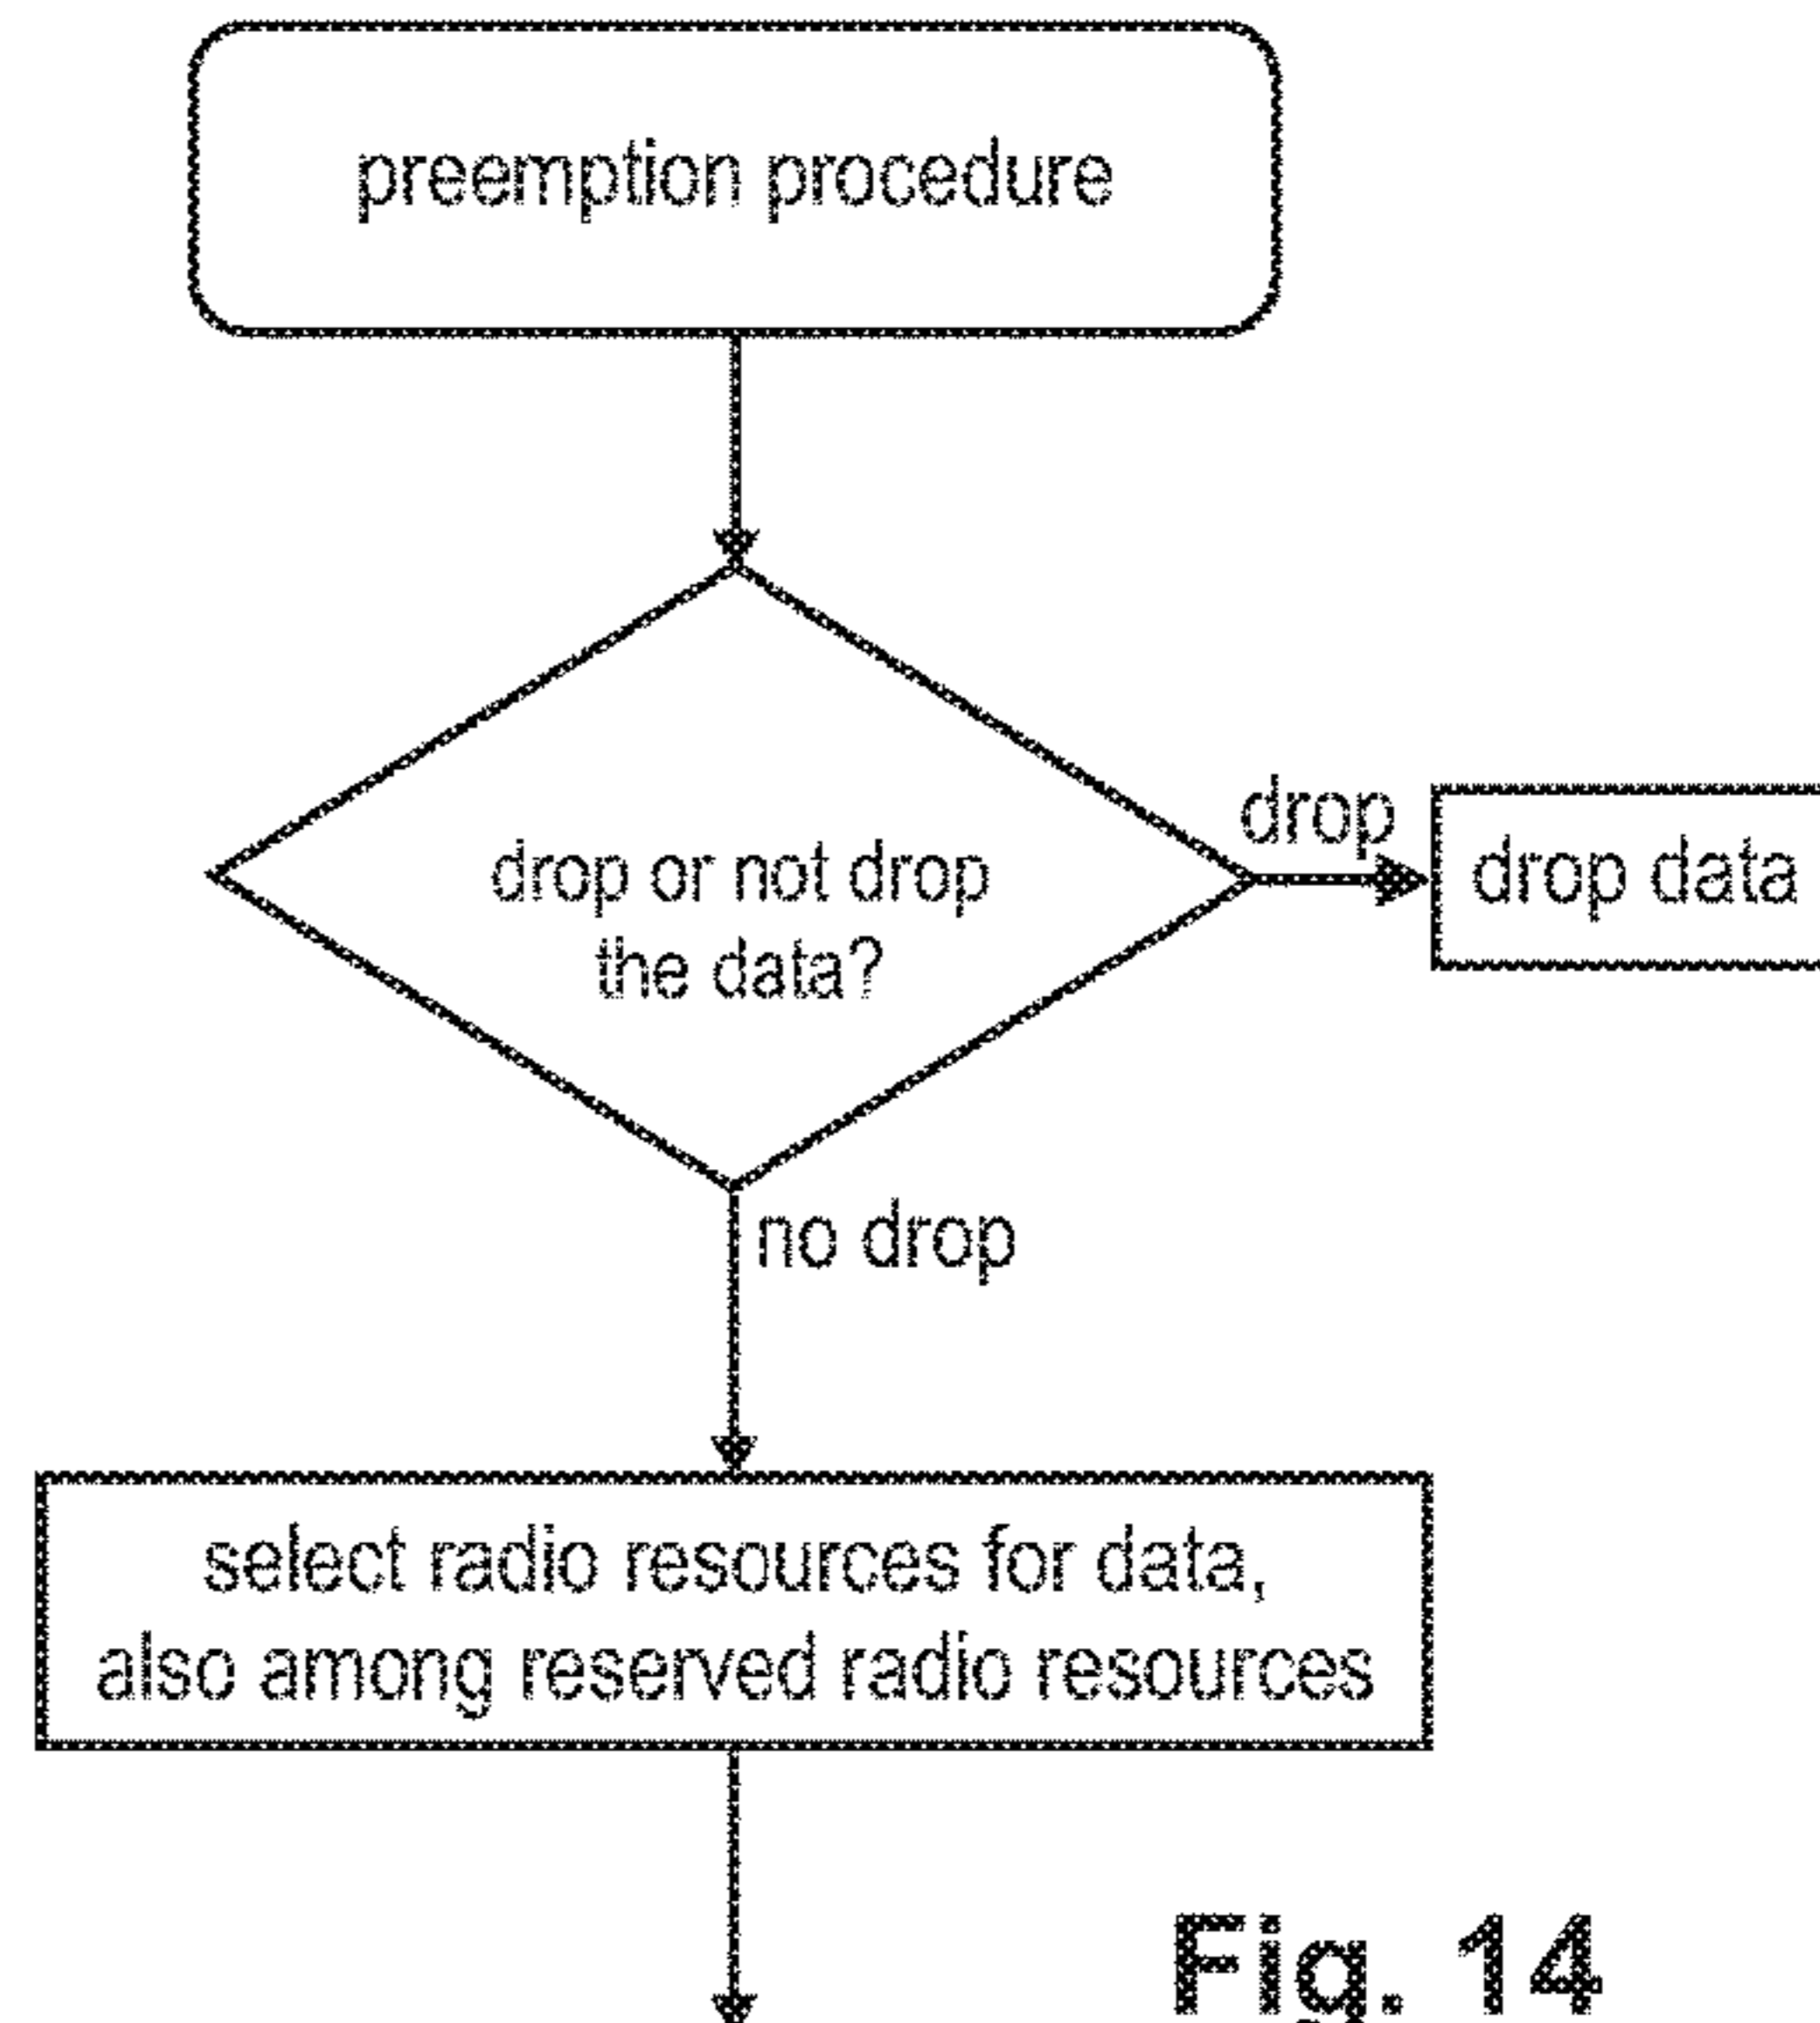 preemption procedure
drop or not drop
the data?
drop
drop data
no drop
select radio resources for data,
also among reserved radio resources
Fig. 14